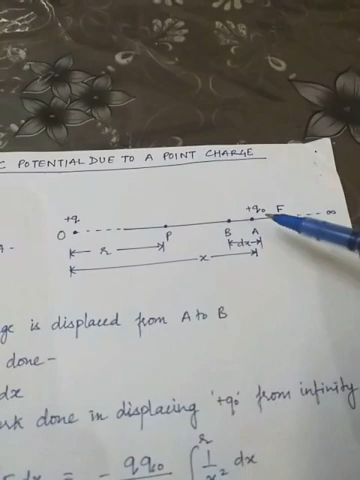 C POTENTIAL DUE TO A POINT CHARGE
+q +q₀ F
O P B A ∞
r dx
x
A-
ge is displaced from A to B
done-
dx
rk done in displacing '+q₀' from infinity
dx = - qq₀ ∫ʳ 1/x² dx